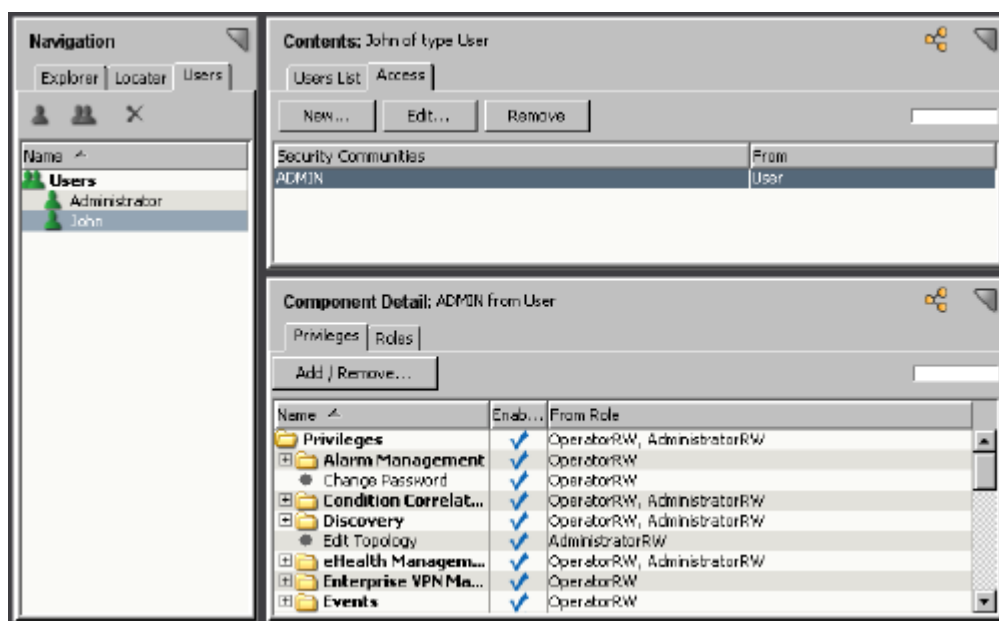 Navigation
Explorer Locater Users
Name
Users
Administrator
John
Contents: John of type User
Users List Access
New... Edit... Remove
Security Communities From
ADMIN User
Component Detail: ADMIN from User
Privileges Roles
Add / Remove...
Name Enab... From Role
Privileges OperatorRW, AdministratorRW
Alarm Management OperatorRW
Change Password OperatorRW
Condition Correlat... OperatorRW, AdministratorRW
Discovery OperatorRW, AdministratorRW
Edit Topology AdministratorRW
eHealth Managem... OperatorRW, AdministratorRW
Enterprise VPN Ma... OperatorRW
Events OperatorRW